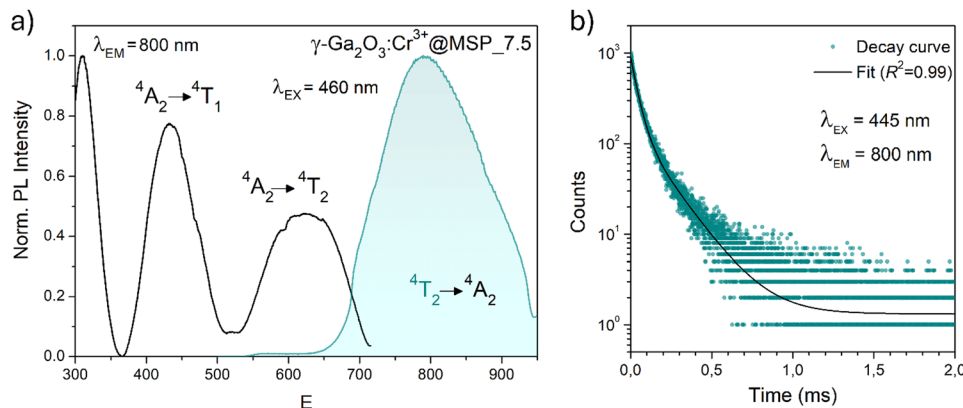 a)
λEM = 800 nm
γ-Ga₂O₃:Cr³⁺@MSP_7.5
λEX = 460 nm
⁴A₂→⁴T₁
⁴A₂→⁴T₂
⁴T₂→⁴A₂
Norm. PL Intensity
1.0
0.8
0.6
0.4
0.2
0.0
300 400 500 600 700 800 900
E
b)
Decay curve
Fit (R²=0.99)
λEX = 445 nm
λEM = 800 nm
Counts
10³
10²
10¹
10⁰
0,0 0,5 1,0 1,5 2,0
Time (ms)